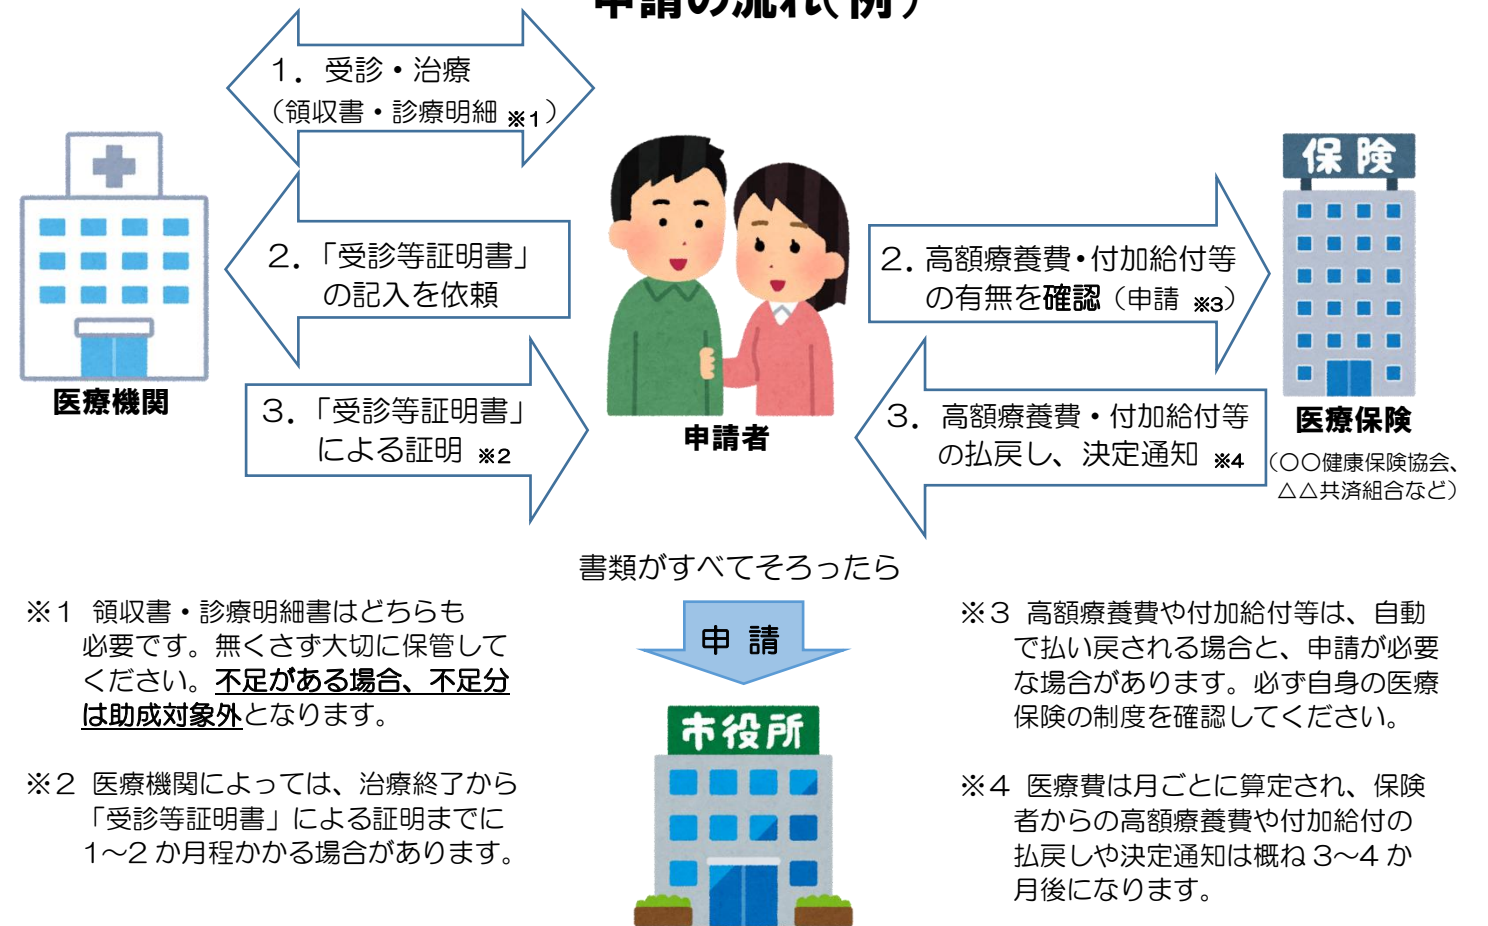 申請の流れ(例)
1．受診・治療
（領収書・診療明細 ※1）
2．「受診等証明書」
の記入を依頼
3．「受診等証明書」
による証明 ※2
医療機関
申請者
2．高額療養費・付加給付等
の有無を確認（申請 ※3）
3．高額療養費・付加給付等
の払戻し、決定通知 ※4
保険
医療保険
（〇〇健康保険協会、
△△共済組合など）
書類がすべてそろったら
申 請
市役所
※1 領収書・診療明細書はどちらも
必要です。無くさず大切に保管して
ください。不足がある場合、不足分
は助成対象外となります。
※2 医療機関によっては、治療終了から
「受診等証明書」による証明までに
1～2か月程かかる場合があります。
※3 高額療養費や付加給付等は、自動
で払い戻される場合と、申請が必要
な場合があります。必ず自身の医療
保険の制度を確認してください。
※4 医療費は月ごとに算定され、保険
者からの高額療養費や付加給付の
払戻しや決定通知は概ね3～4か
月後になります。